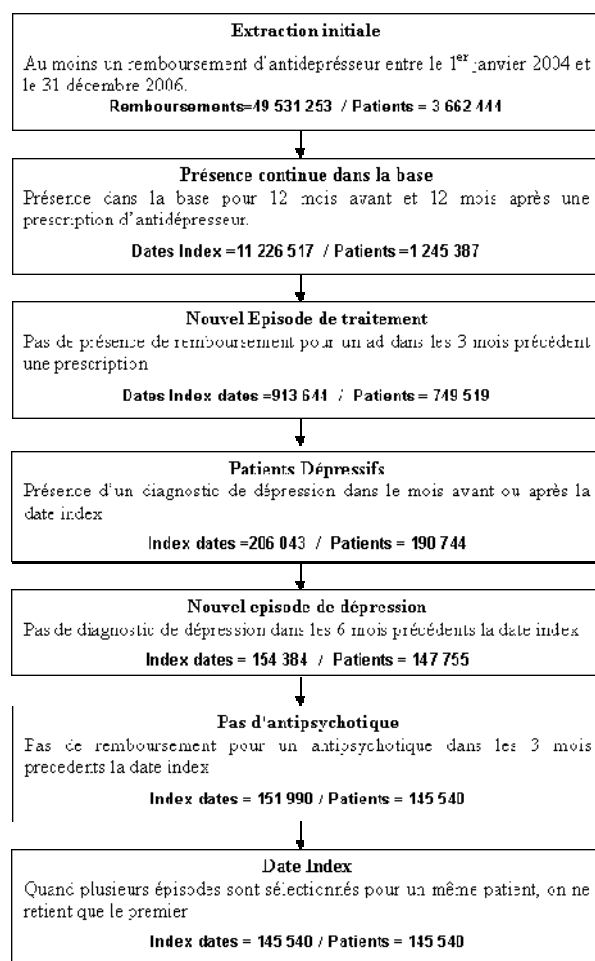 Extraction initiale
Au moins un remboursement d'antideprésseur entre le 1er janvier 2004 et
le 31 décembre 2006.
Remboursements=49 531 253 / Patients = 3 662 444
Présence continue dans la base
Présence dans la base pour 12 mois avant et 12 mois après une
prescription d'antidépresseur.
Dates Index =11 226 517 / Patients =1 245 387
Nouvel Episode de traitement
Pas de présence de remboursement pour un ad dans les 3 mois précédent
une prescription
Dates Index dates =913 641 / Patients = 749 519
Patients Dépressifs
Présence d'un diagnostic de dépression dans le mois avant ou après la
date index
Index dates =206 043 / Patients = 190 744
Nouvel episode de dépression
Pas de diagnostic de dépression dans les 6 mois précédents la date index
Index dates = 154 384 / Patients = 147 755
Pas d'antipsychotique
Pas de remboursement pour un antipsychotique dans les 3 mois
precedents la date index
Index dates = 151 990 / Patients = 145 540
Date Index
Quand plusieurs épisodes sont sélectionnés pour un même patient, on ne
retient que le premier
Index dates = 145 540 / Patients = 145 540